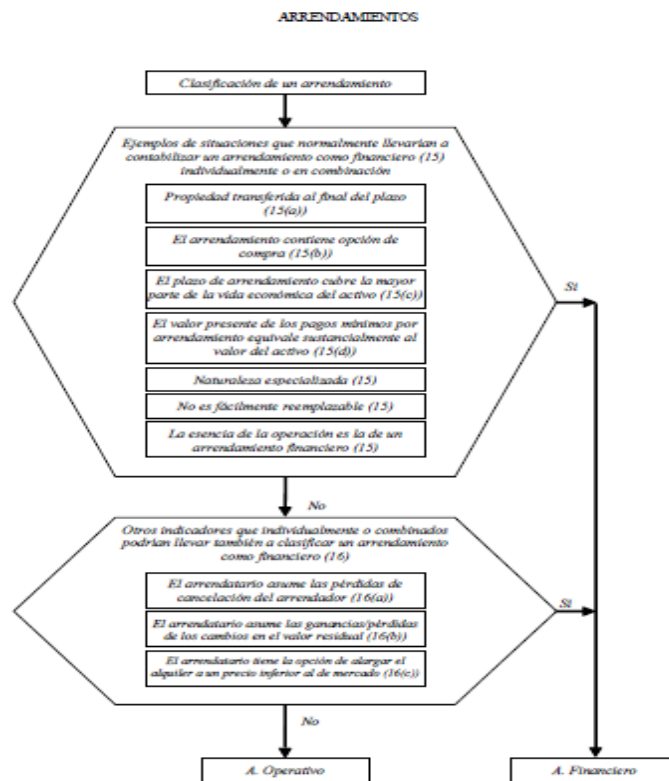 ARRENDAMIENTOS
Clasificación de un arrendamiento
Ejemplos de situaciones que normalmente llevarían a
contabilizar un arrendamiento como financiero (15)
individualmente o en combinación
Propiedad transferida al final del plazo
(15(a))
El arrendamiento contiene opción de
compra (15(b))
El plazo de arrendamiento cubre la mayor
parte de la vida económica del activo (15(c))
Si
El valor presente de los pagos mínimos por
arrendamiento equivale sustancialmente al
valor del activo (15(d))
Naturaleza especializada (15)
No es fácilmente reemplazable (15)
La esencia de la operación es la de un
arrendamiento financiero (15)
No
Otros indicadores que individualmente o combinados
podrían llevar también a clasificar un arrendamiento
como financiero (16)
El arrendatario asume las pérdidas de
cancelación del arrendador (16(a))
Si
El arrendatario asume las ganancias/pérdidas
de los cambios en el valor residual (16(b))
El arrendatario tiene la opción de alargar el
alquiler a un precio inferior al de mercado (16(c))
No
A. Operativo
A. Financiero